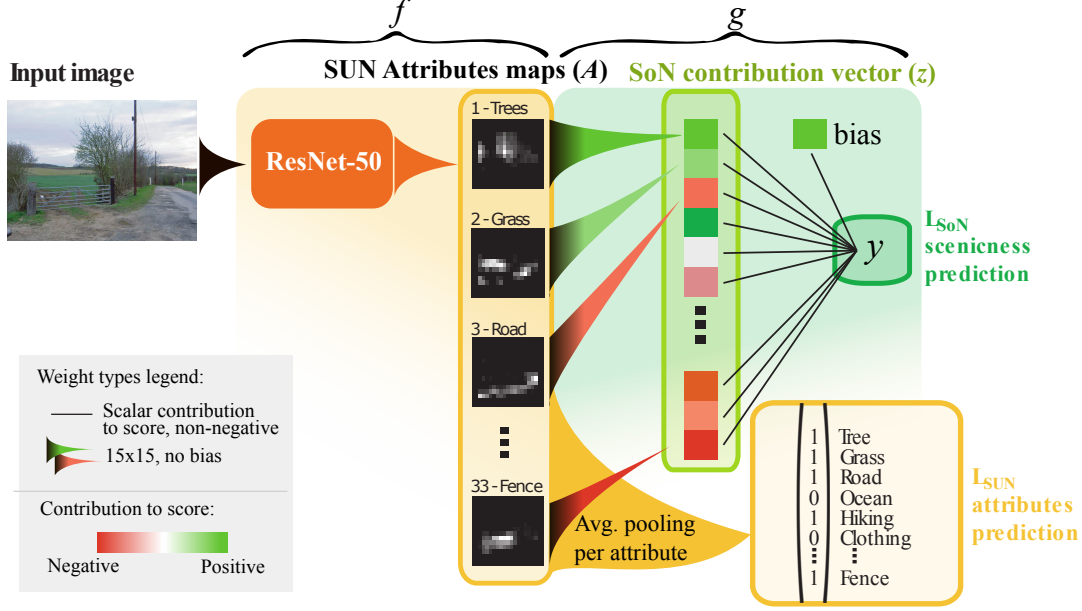 f
g
Input image
SUN Attributes maps (A)
SoN contribution vector (z)
ResNet-50
1 - Trees
2 - Grass
3 - Road
33 - Fence
bias
y
LSoN
scenicness
prediction
Weight types legend:
Scalar contribution
to score, non-negative
15x15, no bias
Contribution to score:
Negative
Positive
Avg. pooling
per attribute
1 Tree
1 Grass
1 Road
0 Ocean
1 Hiking
0 Clothing
1 Fence
LSUN
attributes
prediction